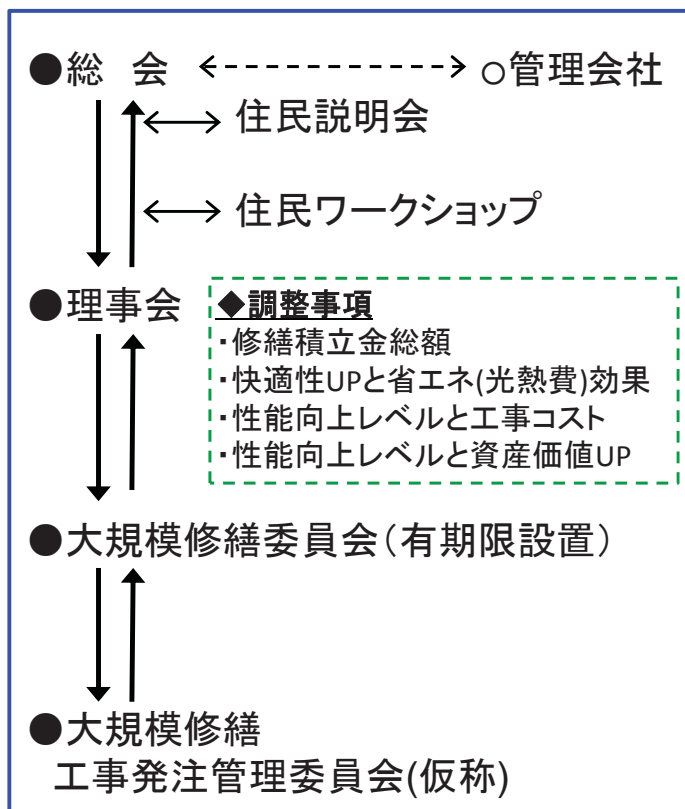 ●総　会
○管理会社
住民説明会
住民ワークショップ
●理事会
◆調整事項
・修繕積立金総額
・快適性UPと省エネ(光熱費)効果
・性能向上レベルと工事コスト
・性能向上レベルと資産価値UP
●大規模修繕委員会（有期限設置）
●大規模修繕
工事発注管理委員会(仮称)